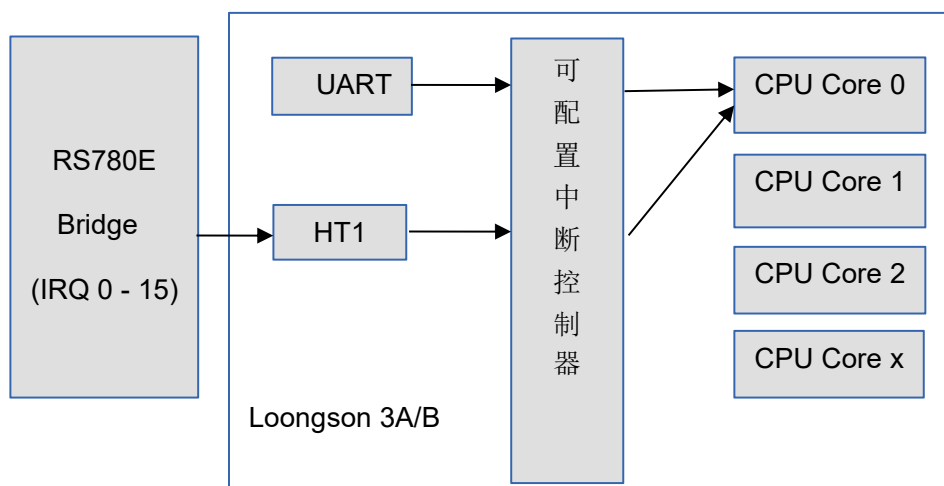 RS780E
Bridge
(IRQ 0 - 15)
UART
HT1
Loongson 3A/B
可
配
置
中
断
控
制
器
CPU Core 0
CPU Core 1
CPU Core 2
CPU Core x